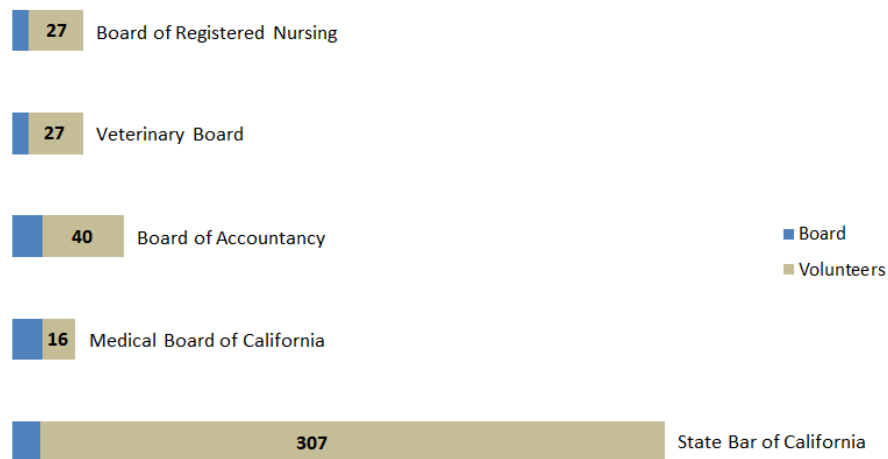 27 Board of Registered Nursing
27 Veterinary Board
40 Board of Accountancy
Board
Volunteers
16 Medical Board of California
307 State Bar of California